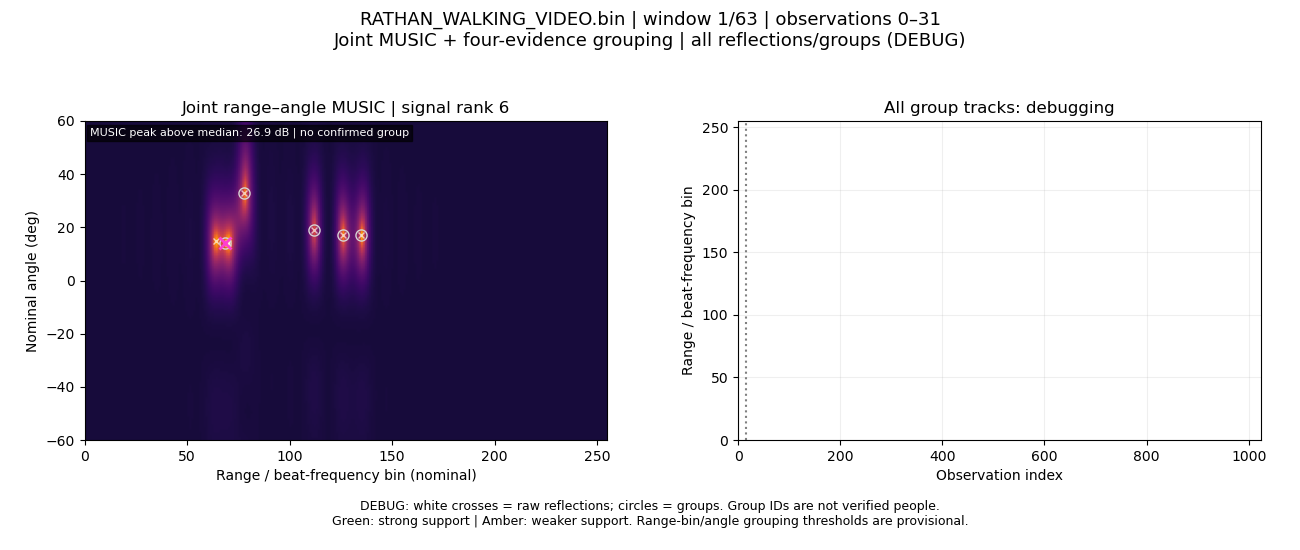 RATHAN_WALKING_VIDEO.bin | window 1/63 | observations 0–31
Joint MUSIC + four-evidence grouping | all reflections/groups (DEBUG)
Joint range–angle MUSIC | signal rank 6
MUSIC peak above median: 26.9 dB | no confirmed group
60
40
20
0
−20
−40
−60
Nominal angle (deg)
0
50
100
150
200
250
Range / beat-frequency bin (nominal)
All group tracks: debugging
250
200
150
100
50
0
Range / beat-frequency bin
0
200
400
600
800
1000
Observation index
DEBUG: white crosses = raw reflections; circles = groups. Group IDs are not verified people.
Green: strong support | Amber: weaker support. Range-bin/angle grouping thresholds are provisional.